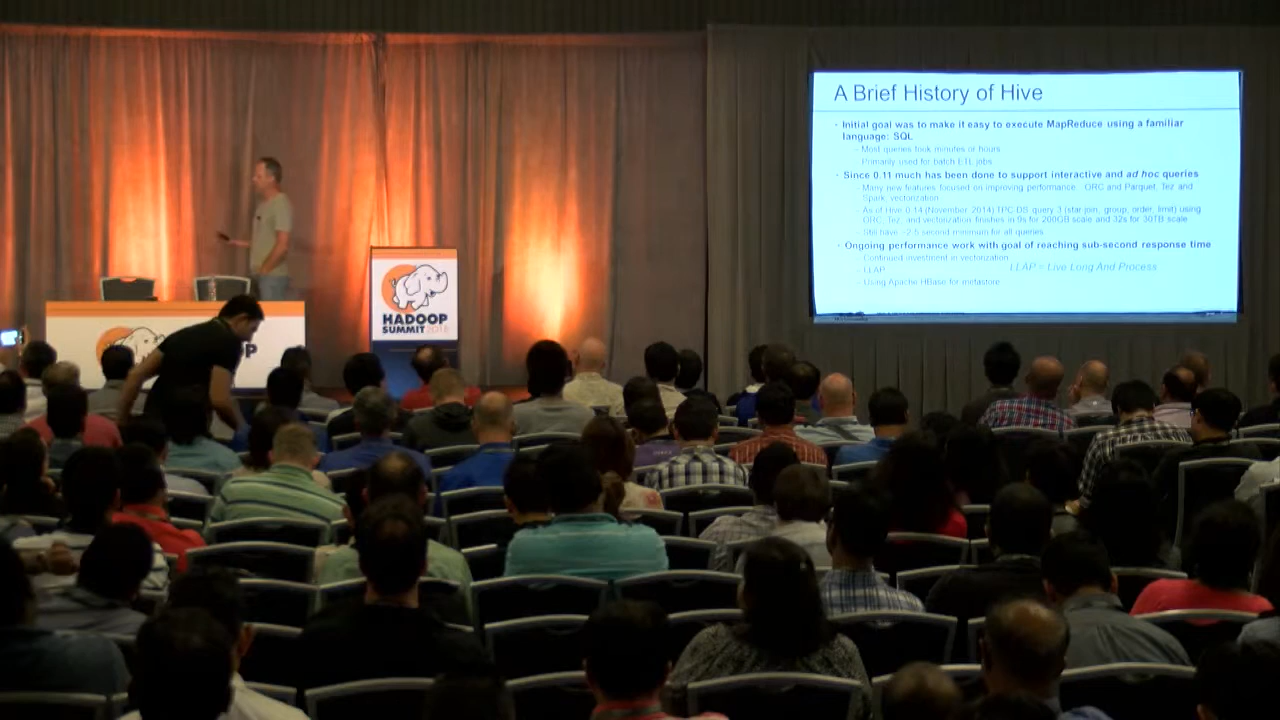 A Brief History of Hive
Initial goal was to make it easy to execute MapReduce using a familiar
language: SQL
Most queries took minutes or hours
Primarily used for batch ETL jobs
Since 0.11 much has been done to support interactive and ad hoc queries
Many new features focused on improving performance: ORC and Parquet, Tez and
Spark, vectorization
As of Hive 0.14 (November 2014) TPC-DS query 3 (star-join, group, order, limit) using
ORC, Tez, and vectorization finishes in 9s for 200GB scale and 32s for 30TB scale
Still have ~2.5 second minimum for all queries
Ongoing performance work with goal of reaching sub-second response time
Continued investment in vectorization
LLAP
LLAP = Live Long And Process
Using Apache HBase for metastore
HADOOP
SUMMIT 2016